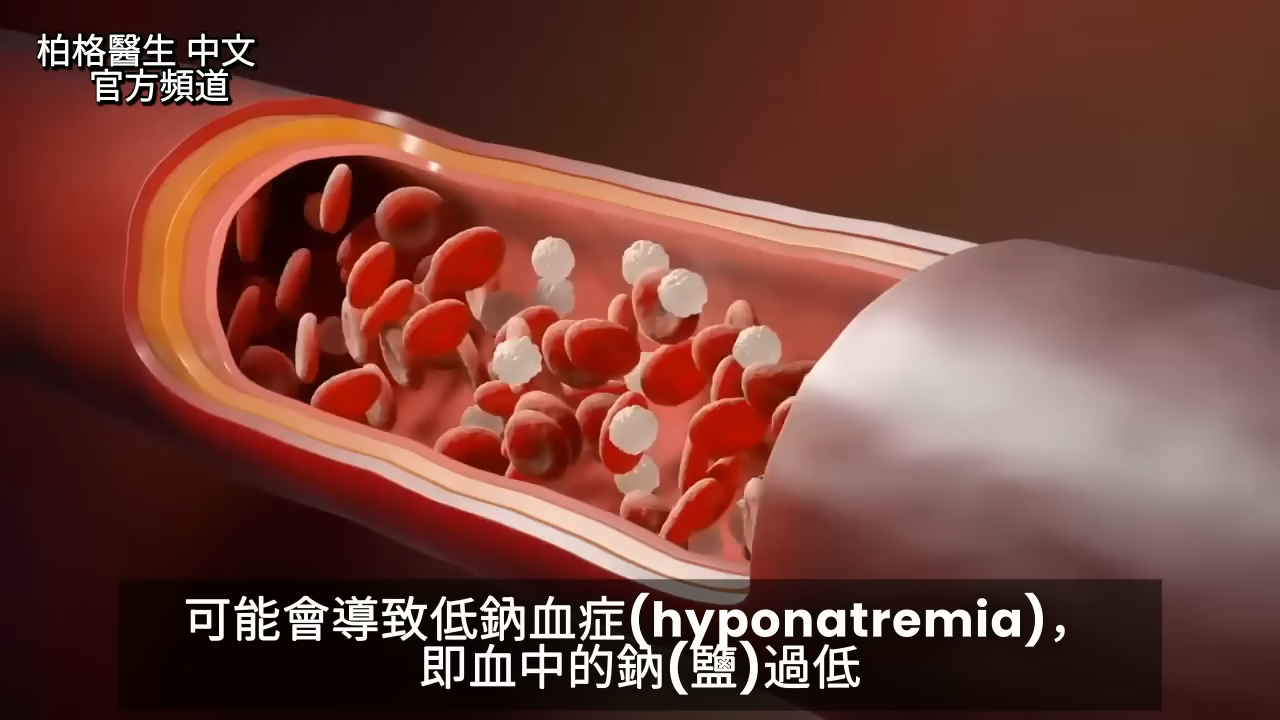 柏格醫生 中文
官方頻道
可能會導致低鈉血症(hyponatremia)，
即血中的鈉(鹽)過低